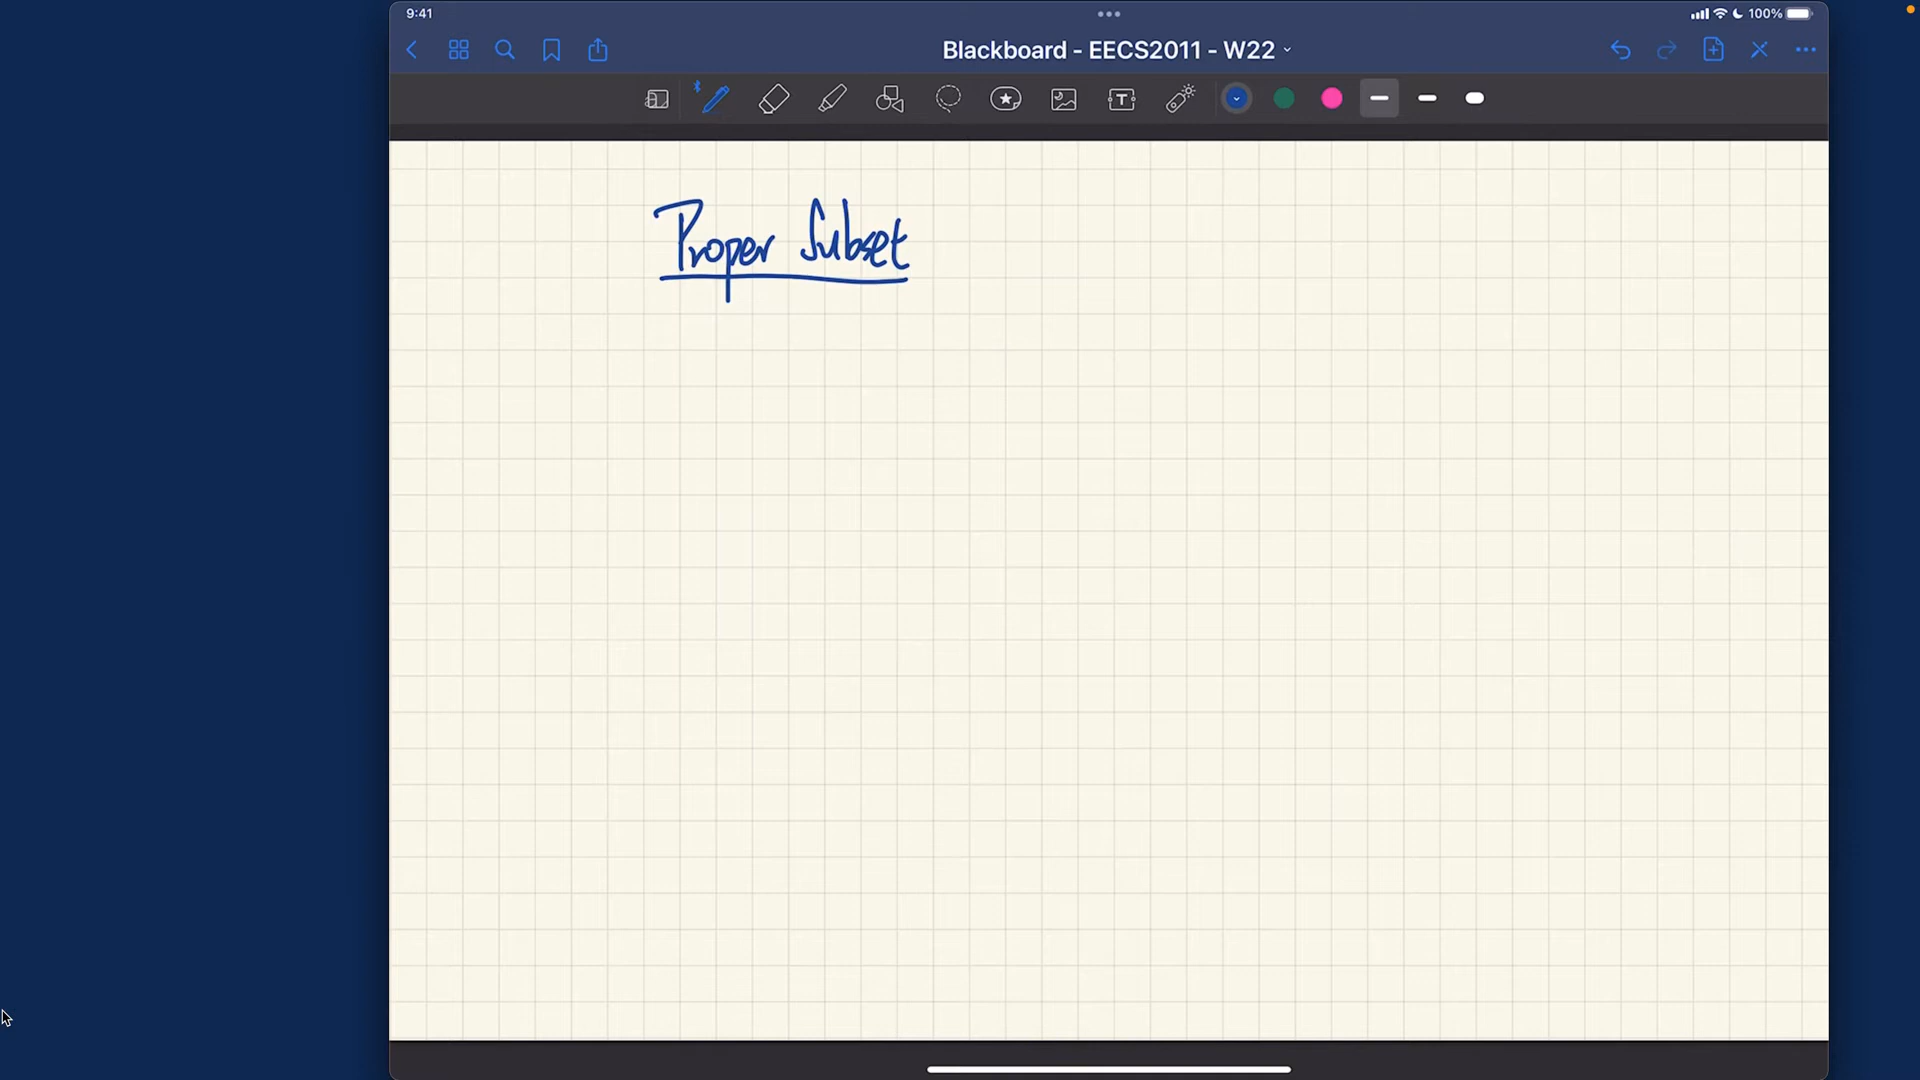 9:41
100%
Blackboard - EECS2011 - W22
T
Proper Subset